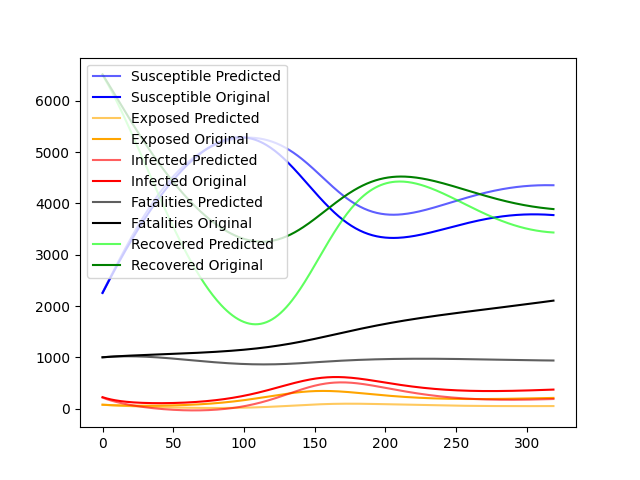 6000
5000
4000
3000
2000
1000
0
Susceptible Predicted
Susceptible Original
Exposed Predicted
Exposed Original
Infected Predicted
Infected Original
Fatalities Predicted
Fatalities Original
Recovered Predicted
Recovered Original
0 50 100 150 200 250 300